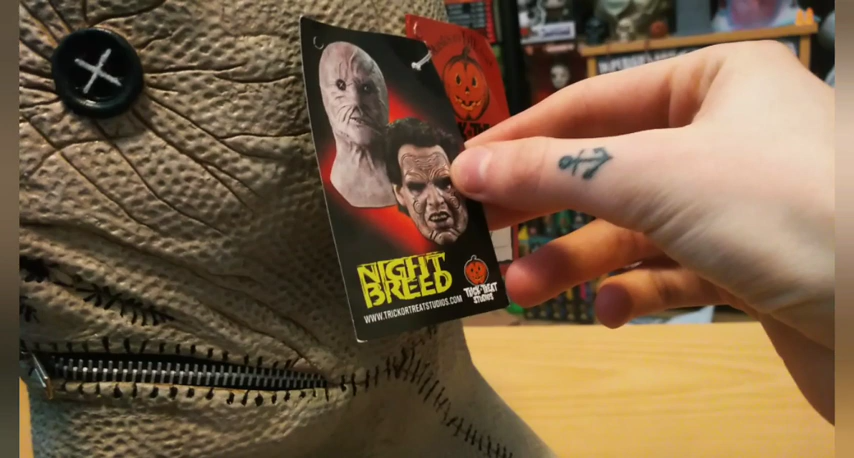 NIGHT
BREED
TRICK OR TREAT
STUDIOS
WWW.TRICKORTREATSTUDIOS.COM